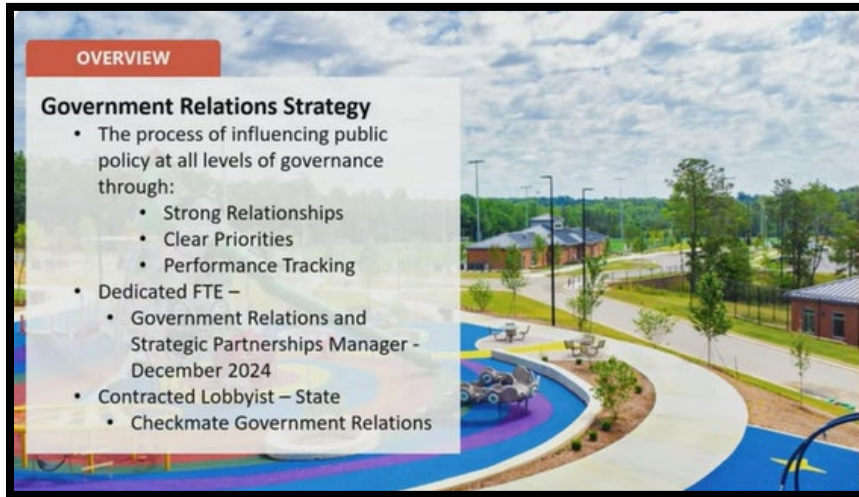 OVERVIEW
Government Relations Strategy
• The process of influencing public
policy at all levels of governance
through:
• Strong Relationships
• Clear Priorities
• Performance Tracking
• Dedicated FTE –
• Government Relations and
Strategic Partnerships Manager -
December 2024
• Contracted Lobbyist – State
• Checkmate Government Relations